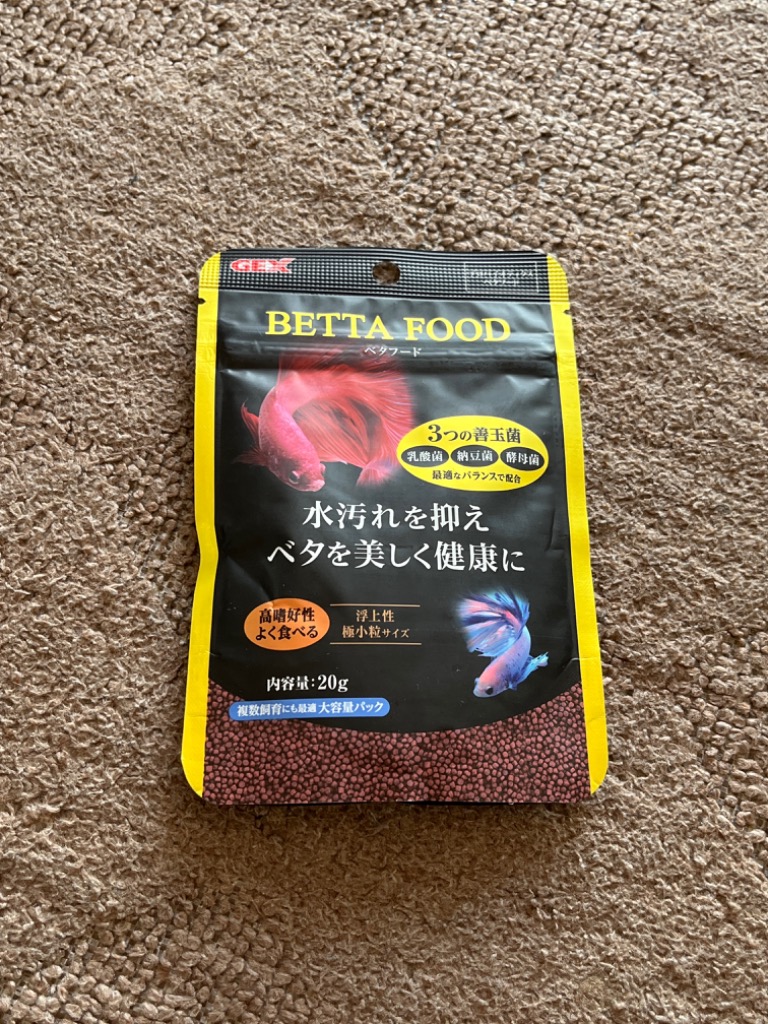 GEX
BETTA FOOD
ベタフード
3つの善玉菌
乳酸菌 納豆菌 酵母菌
最適なバランスで配合
水汚れを抑え
ベタを美しく健康に
高嗜好性
よく食べる
浮上性
極小粒サイズ
内容量:20g
複数飼育にも最適 大容量パック